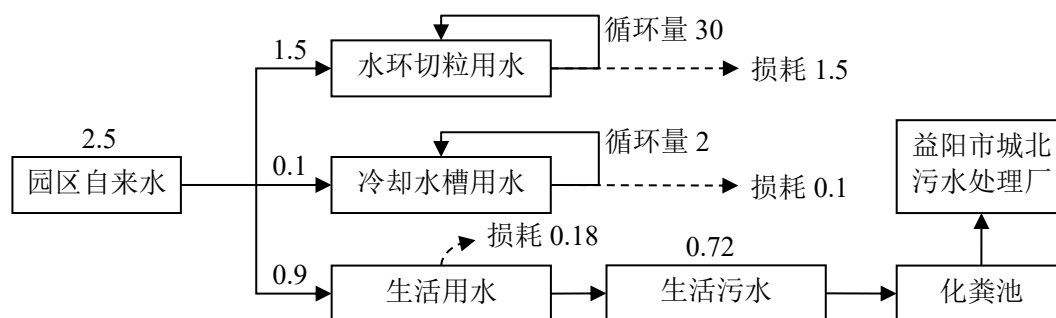 循环量 30
1.5
水环切粒用水
损耗 1.5
2.5
园区自来水
循环量 2
0.1
冷却水槽用水
损耗 0.1
益阳市城北
污水处理厂
损耗 0.18
0.9
生活用水
0.72
生活污水
化粪池